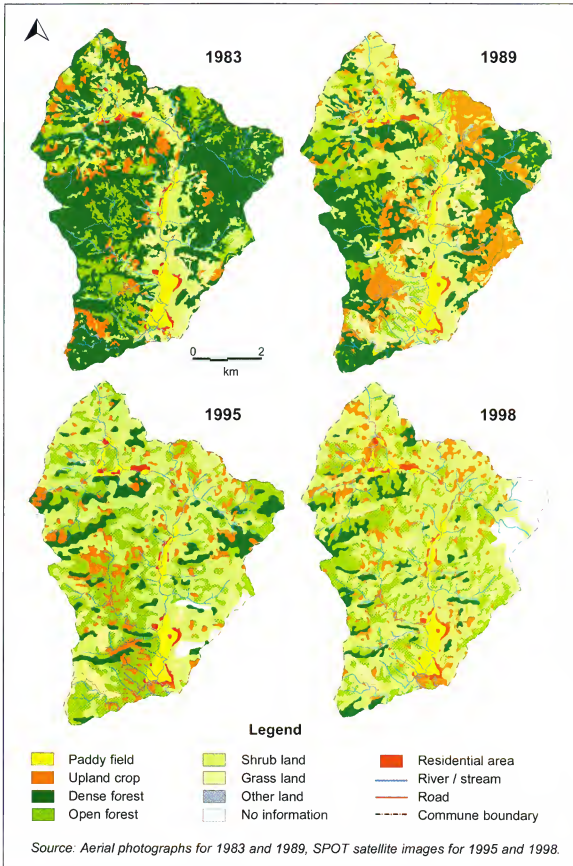 1983
1989
0 2
km
1995
1998
Legend
Paddy field
Upland crop
Dense forest
Open forest
Shrub land
Grass land
Other land
No information
Residential area
River / stream
Road
Commune boundary
Source: Aerial photographs for 1983 and 1989, SPOT satellite images for 1995 and 1998.